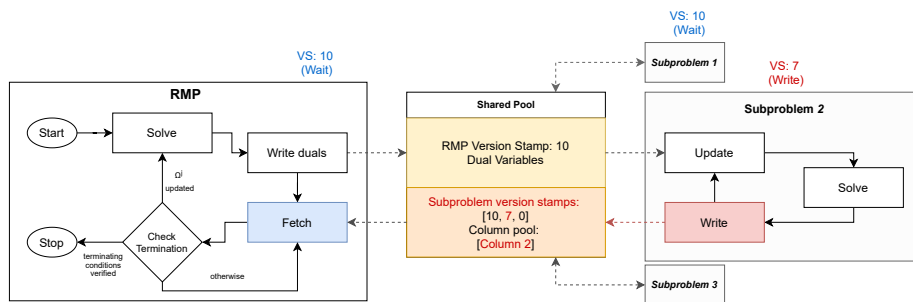 VS: 10
(Wait)
VS: 10
(Wait)
VS: 7
(Write)
RMP
Start
Solve
Write duals
Ωʲ
updated
Check
Termination
Fetch
Stop
terminating
conditions
verified
otherwise
Shared Pool
RMP Version Stamp: 10
Dual Variables
Subproblem version stamps:
[10, 7, 0]
Column pool:
[Column 2]
Subproblem 1
Subproblem 2
Update
Solve
Write
Subproblem 3